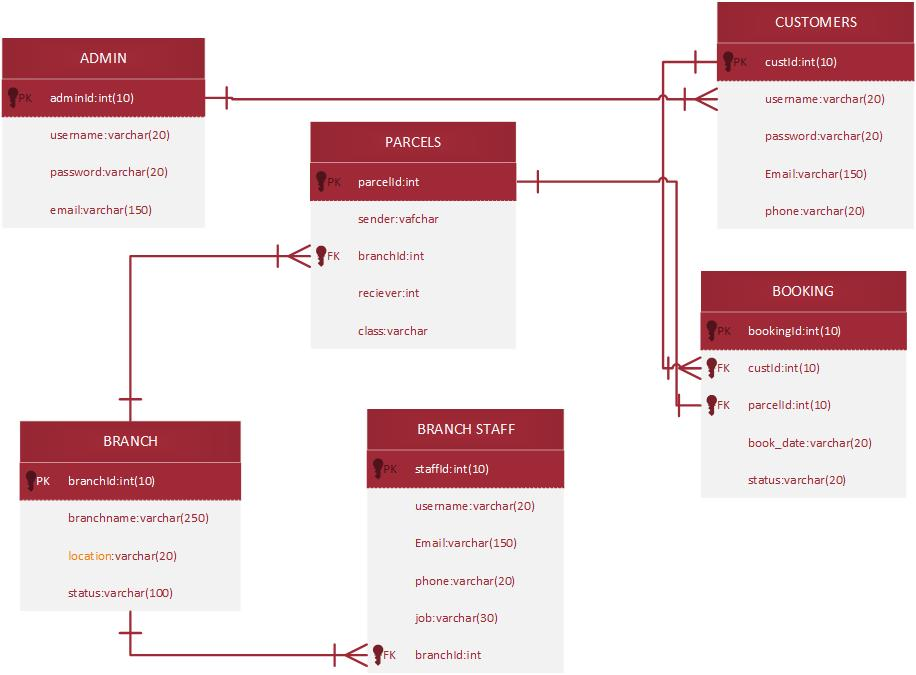 ADMIN
PK adminId:int(10)
username:varchar(20)
password:varchar(20)
email:varchar(150)
CUSTOMERS
PK custId:int(10)
username:varchar(20)
password:varchar(20)
Email:varchar(150)
phone:varchar(20)
PARCELS
PK parcelId:int
sender:vafchar
FK branchId:int
reciever:int
class:varchar
BOOKING
PK bookingId:int(10)
FK custId:int(10)
FK parcelId:int(10)
book_date:varchar(20)
status:varchar(20)
BRANCH
PK branchId:int(10)
branchname:varchar(250)
location:varchar(20)
status:varchar(100)
BRANCH STAFF
PK staffId:int(10)
username:varchar(20)
Email:varchar(150)
phone:varchar(20)
job:varchar(30)
FK branchId:int